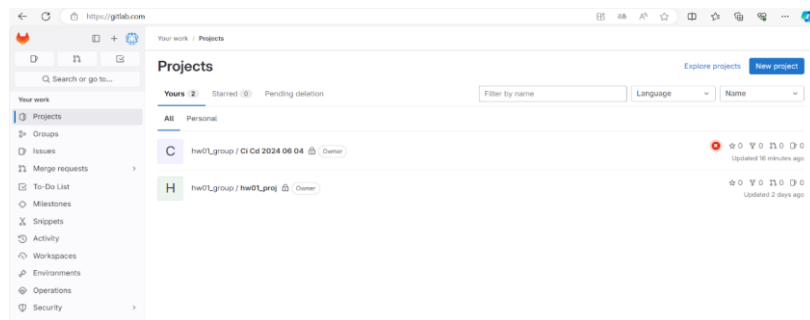 https://gitlab.com
Your work / Projects
Projects
Explore projects
New project
Search or go to...
Yours 2 Starred 0 Pending deletion
Filter by name
Language
Name
Your work
All Personal
Projects
Groups
Issues
Merge requests
To-Do List
Milestones
Snippets
Activity
Workspaces
Environments
Operations
Security
C hw01_group / Ci Cd 2024 06 04 Owner
0 0 0 0
Updated 16 minutes ago
H hw01_group / hw01_proj Owner
0 0 0 0
Updated 2 days ago